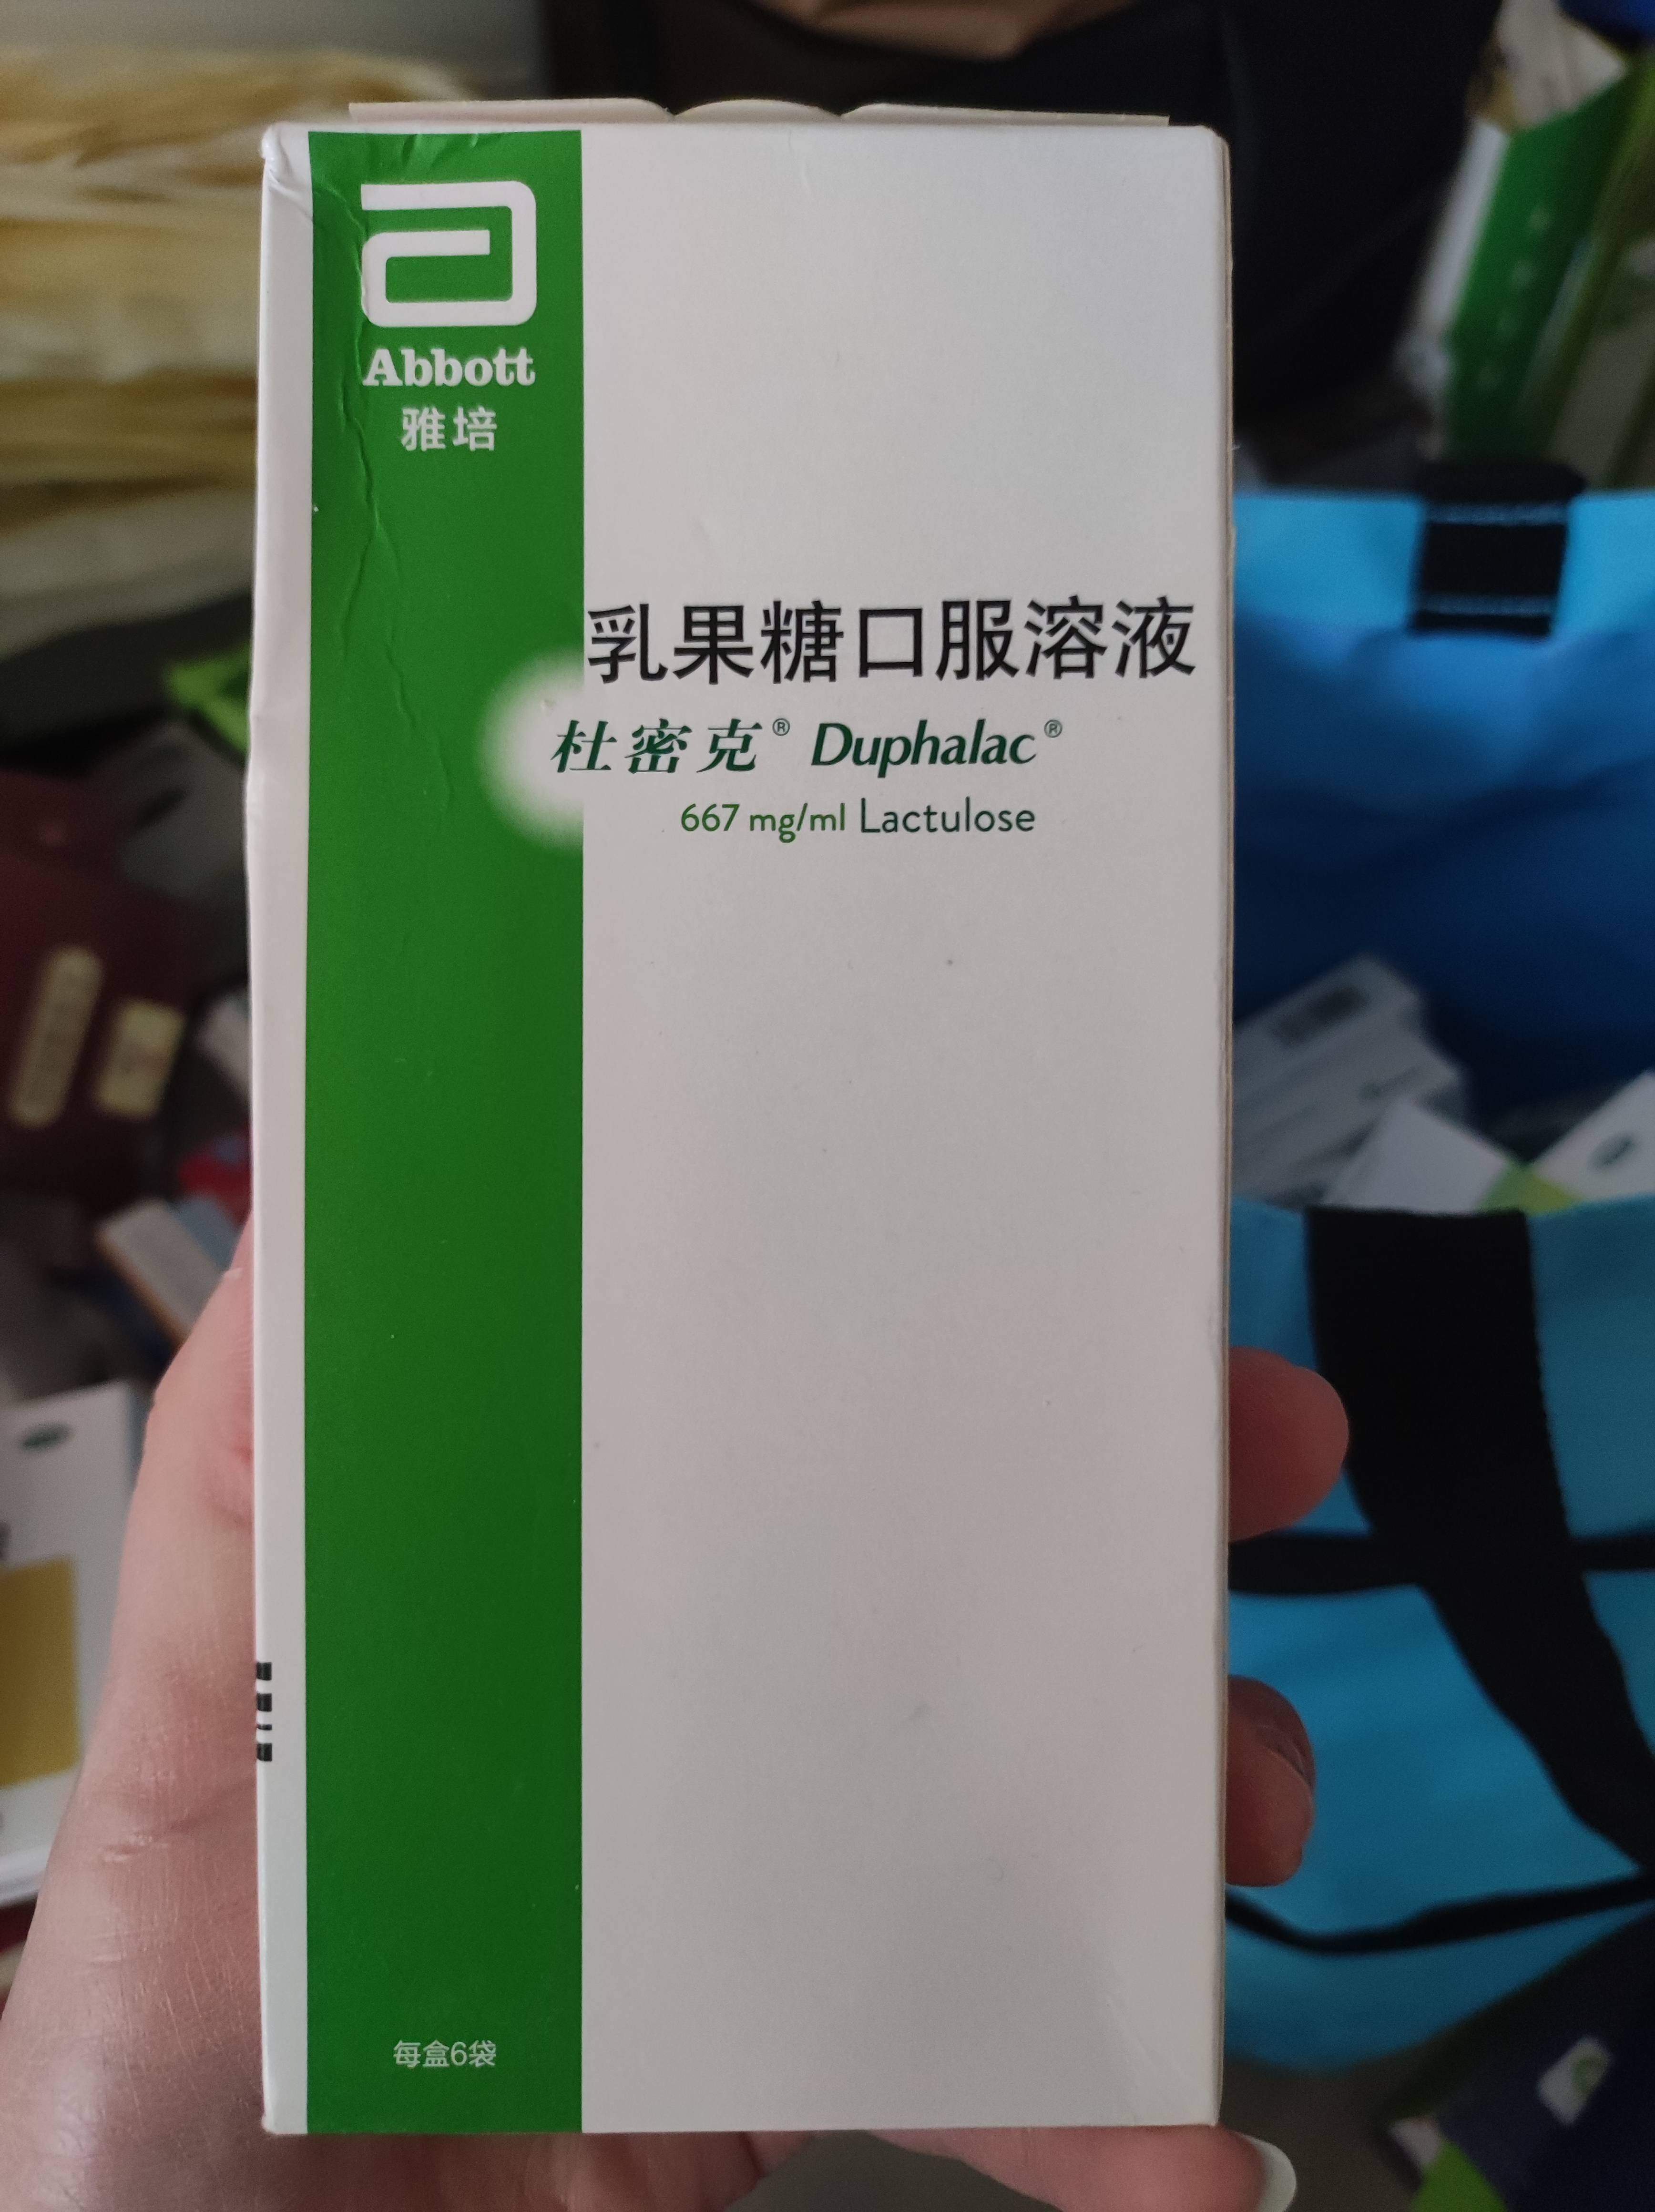 Abbott
雅培
乳果糖口服溶液
杜密克® Duphalac®
667 mg/ml Lactulose
每盒6袋